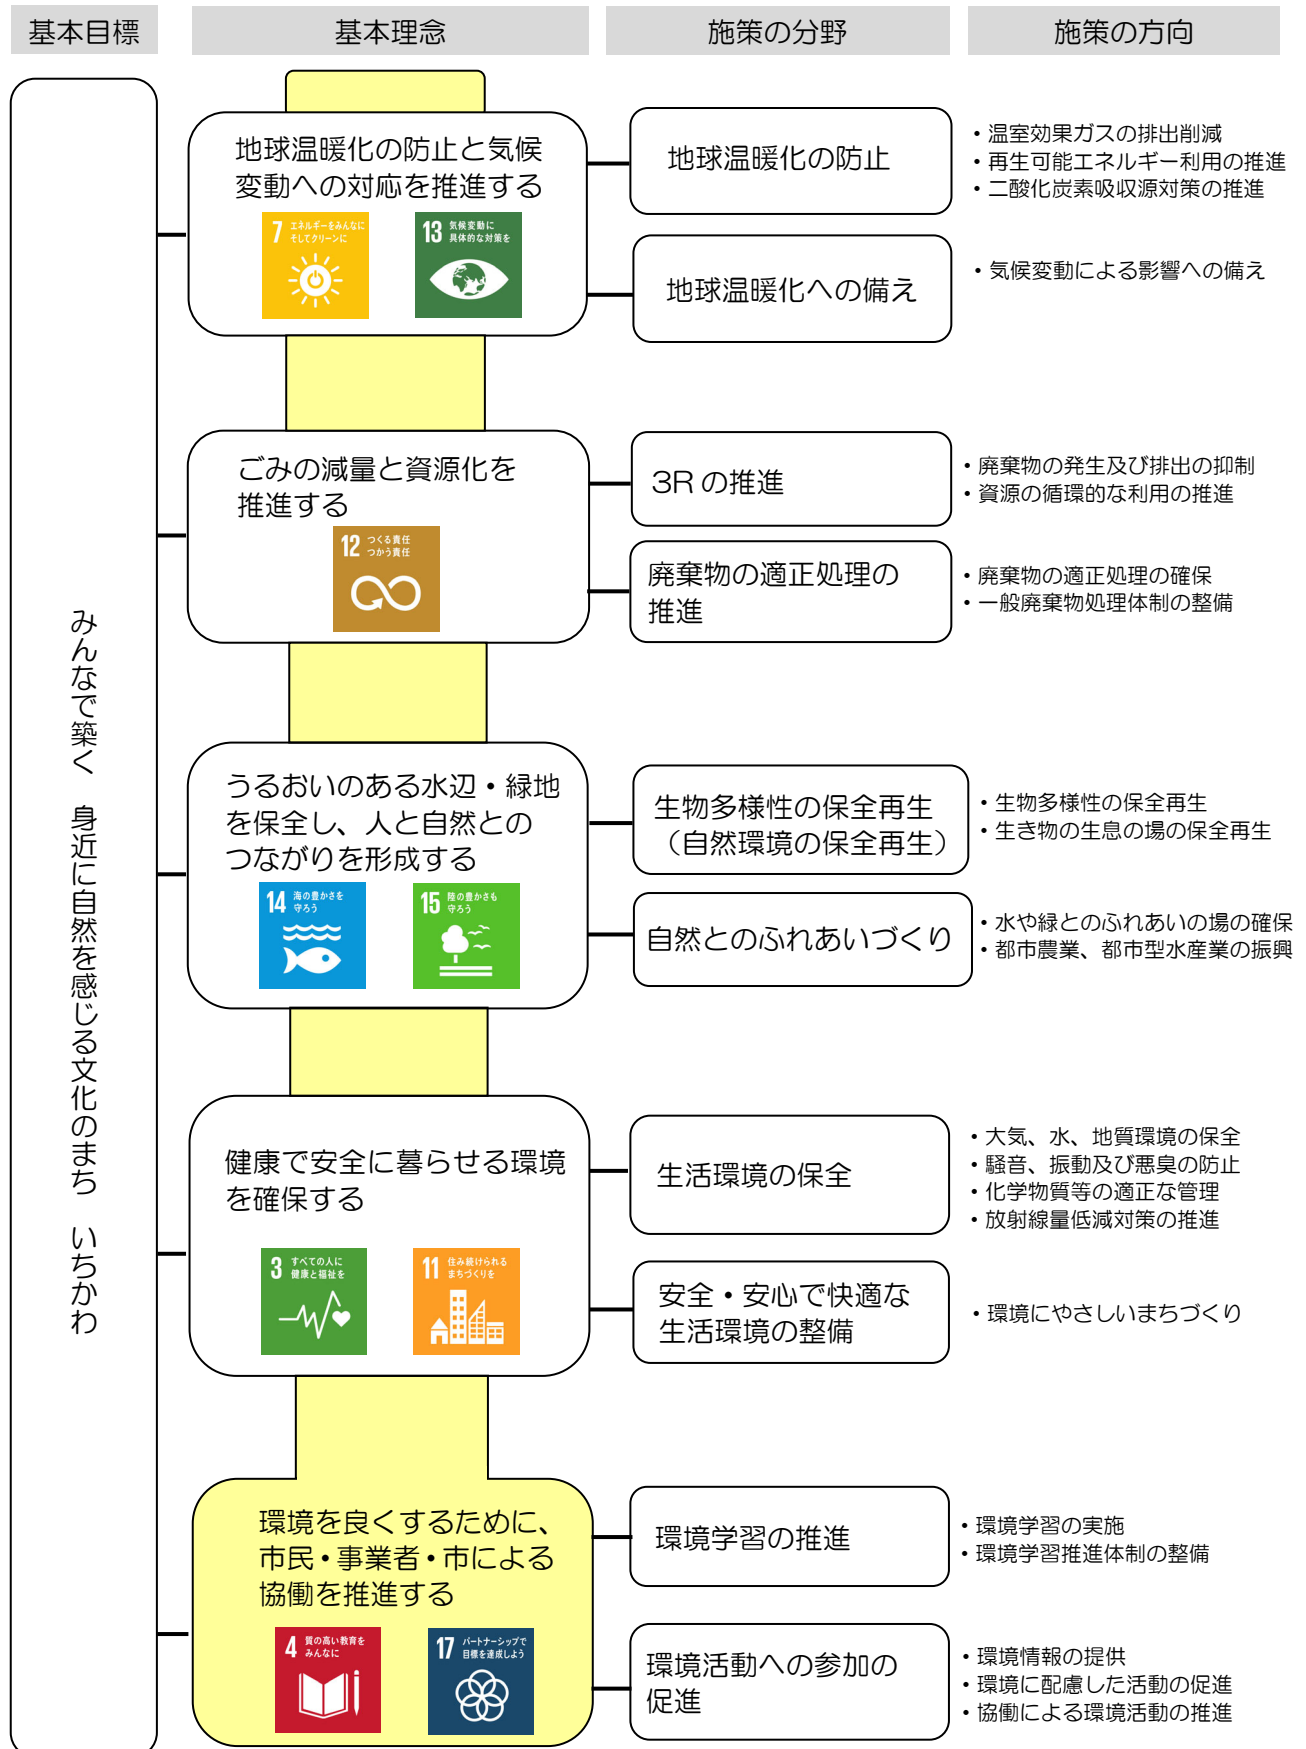 基本目標
基本理念
施策の分野
施策の方向
みんなで築く　身近に自然を感じる文化のまち　いちかわ
地球温暖化の防止と気候
変動への対応を推進する
7 エネルギーをみんなに
そしてクリーンに
13 気候変動に
具体的な対策を
地球温暖化の防止
・温室効果ガスの排出削減
・再生可能エネルギー利用の推進
・二酸化炭素吸収源対策の推進
地球温暖化への備え
・気候変動による影響への備え
ごみの減量と資源化を
推進する
12 つくる責任
つかう責任
3Rの推進
・廃棄物の発生及び排出の抑制
・資源の循環的な利用の推進
廃棄物の適正処理の
推進
・廃棄物の適正処理の確保
・一般廃棄物処理体制の整備
うるおいのある水辺・緑地
を保全し、人と自然との
つながりを形成する
14 海の豊かさを
守ろう
15 陸の豊かさも
守ろう
生物多様性の保全再生
（自然環境の保全再生）
・生物多様性の保全再生
・生き物の生息の場の保全再生
自然とのふれあいづくり
・水や緑とのふれあいの場の確保
・都市農業、都市型水産業の振興
健康で安全に暮らせる環境
を確保する
3 すべての人に
健康と福祉を
11 住み続けられる
まちづくりを
生活環境の保全
・大気、水、地質環境の保全
・騒音、振動及び悪臭の防止
・化学物質等の適正な管理
・放射線量低減対策の推進
安全・安心で快適な
生活環境の整備
・環境にやさしいまちづくり
環境を良くするために、
市民・事業者・市による
協働を推進する
4 質の高い教育を
みんなに
17 パートナーシップで
目標を達成しよう
環境学習の推進
・環境学習の実施
・環境学習推進体制の整備
環境活動への参加の
促進
・環境情報の提供
・環境に配慮した活動の促進
・協働による環境活動の推進